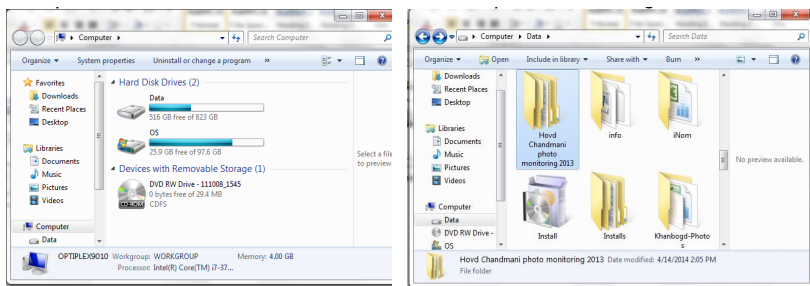 Computer
Search Computer
Organize
System properties
Uninstall or change a program
»
Favorites
Downloads
Recent Places
Desktop
Libraries
Documents
Music
Pictures
Videos
Computer
Data
Hard Disk Drives (2)
Data
516 GB free of 823 GB
OS
25.9 GB free of 97.6 GB
Devices with Removable Storage (1)
DVD RW Drive - 111008_1545
0 bytes free of 29.4 MB
CDFS
CD-ROM
Select a file
to preview.
OPTIPLEX9010 Workgroup: WORKGROUP Memory: 4.00 GB
Processor: Intel(R) Core(TM) i7-37...
Computer Data
Search Data
Organize
Open
Include in library
Share with
Burn
»
Downloads
Recent Places
Desktop
Libraries
Documents
Music
Pictures
Videos
Computer
Data
DVD RW Drive -
OS
Hovd
Chandmani
photo
monitoring 2013
info
iNom
Install
Installs
Khanbogd-Photo
s
No preview available.
Hovd Chandmani photo monitoring 2013 Date modified: 4/14/2014 2:05 PM
File folder